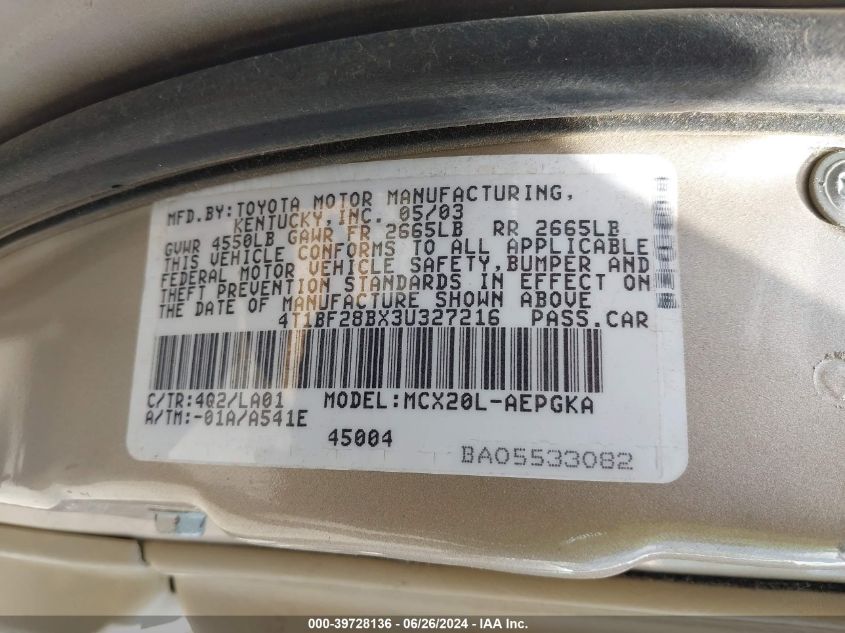 MFD.BY:TOYOTA MOTOR MANUFACTURING,
KENTUCKY,INC. 05/03
GVWR 4550LB GAWR FR 2665LB RR 2665LB
THIS VEHICLE CONFORMS TO ALL APPLICABLE
FEDERAL MOTOR VEHICLE SAFETY,BUMPER AND
THEFT PREVENTION STANDARDS IN EFFECT ON
THE DATE OF MANUFACTURE SHOWN ABOVE
4T1BF28BX3U327216 PASS.CAR
C/TR:4Q2/LA01 MODEL:MCX20L-AEPGKA
A/TM:-01A/A541E
45004
BA05533082
000-39728136 - 06/26/2024 - IAA Inc.